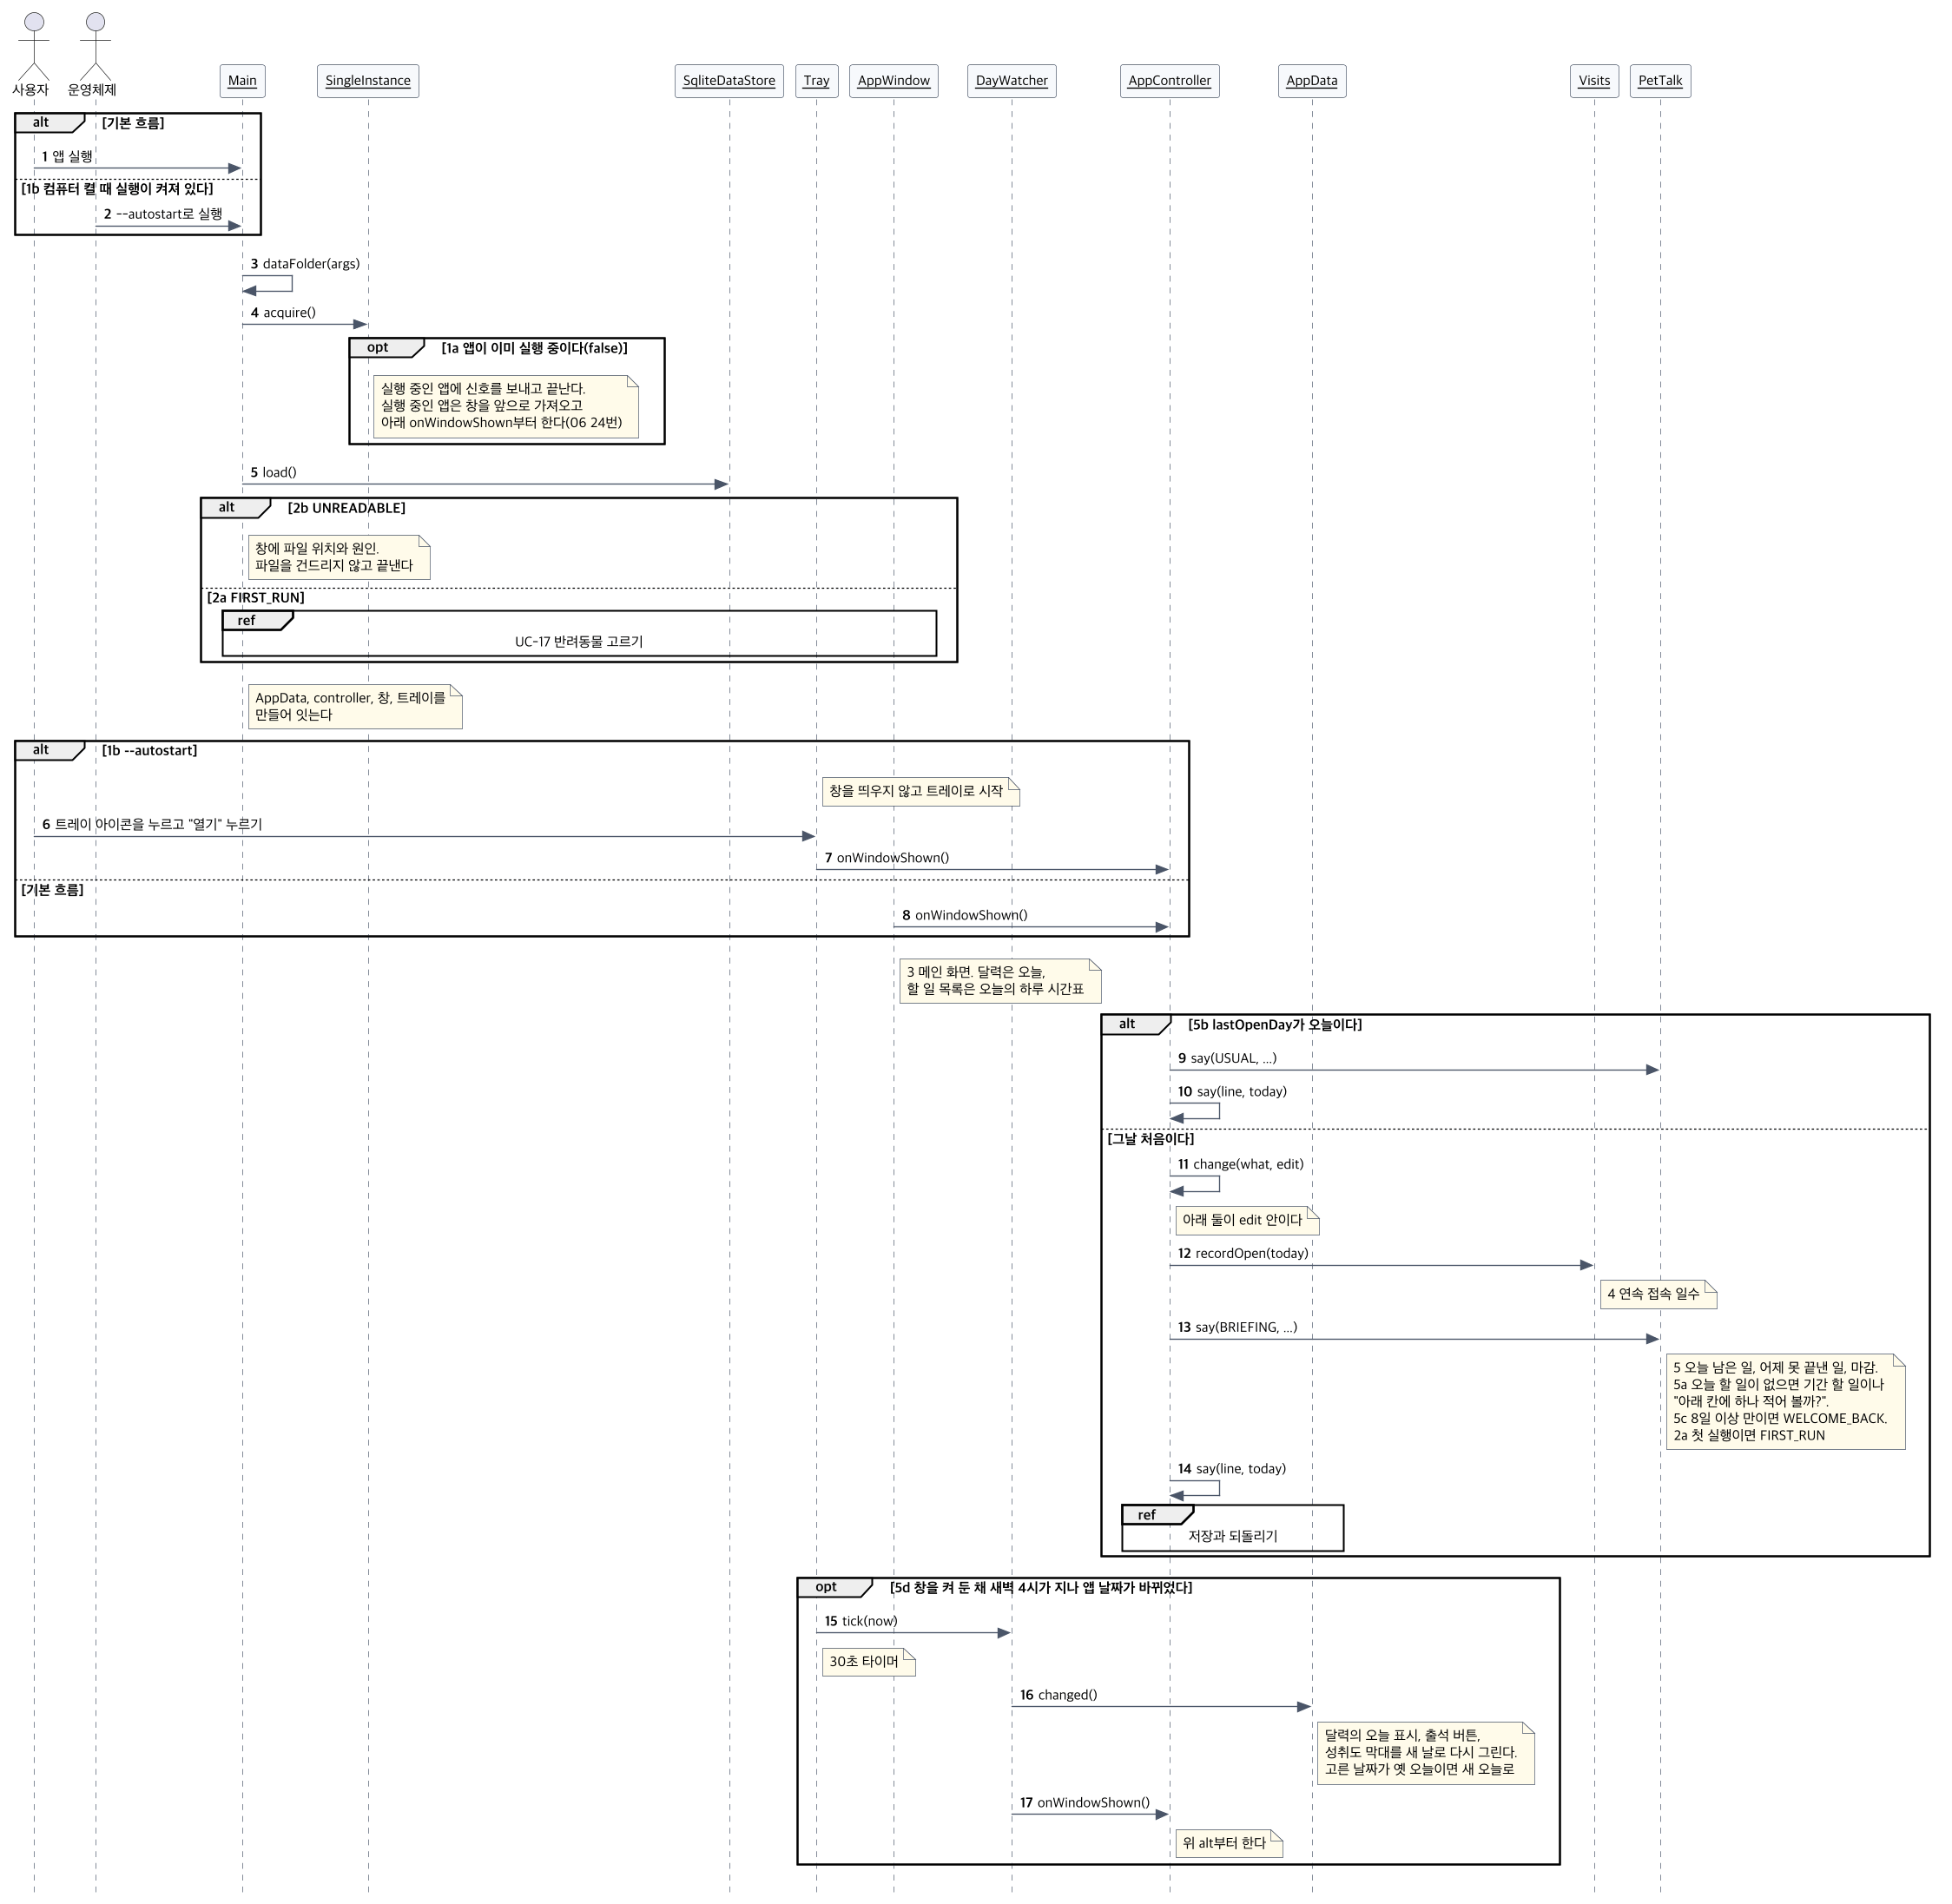 사용자
운영체제
Main
SingleInstance
SqliteDataStore
Tray
AppWindow
DayWatcher
AppController
AppData
Visits
PetTalk
alt [기본 흐름]
1 앱 실행
[1b 컴퓨터 켤 때 실행이 켜져 있다]
2 --autostart로 실행
3 dataFolder(args)
4 acquire()
opt [1a 앱이 이미 실행 중이다(false)]
실행 중인 앱에 신호를 보내고 끝난다.
실행 중인 앱은 창을 앞으로 가져오고
아래 onWindowShown부터 한다(06 24번)
5 load()
alt [2b UNREADABLE]
창에 파일 위치와 원인.
파일을 건드리지 않고 끝낸다
[2a FIRST_RUN]
ref
UC-17 반려동물 고르기
AppData, controller, 창, 트레이를
만들어 잇는다
alt [1b --autostart]
창을 띄우지 않고 트레이로 시작
6 트레이 아이콘을 누르고 "열기" 누르기
7 onWindowShown()
[기본 흐름]
8 onWindowShown()
3 메인 화면. 달력은 오늘,
할 일 목록은 오늘의 하루 시간표
alt [5b lastOpenDay가 오늘이다]
9 say(USUAL, ...)
10 say(line, today)
[그날 처음이다]
11 change(what, edit)
아래 둘이 edit 안이다
12 recordOpen(today)
4 연속 접속 일수
13 say(BRIEFING, ...)
5 오늘 남은 일, 어제 못 끝낸 일, 마감.
5a 오늘 할 일이 없으면 기간 할 일이나
"아래 칸에 하나 적어 볼까?".
5c 8일 이상 만이면 WELCOME_BACK.
2a 첫 실행이면 FIRST_RUN
14 say(line, today)
ref
저장과 되돌리기
opt [5d 창을 켜 둔 채 새벽 4시가 지나 앱 날짜가 바뀌었다]
15 tick(now)
30초 타이머
16 changed()
달력의 오늘 표시, 출석 버튼,
성취도 막대를 새 날로 다시 그린다.
고른 날짜가 옛 오늘이면 새 오늘로
17 onWindowShown()
위 alt부터 한다